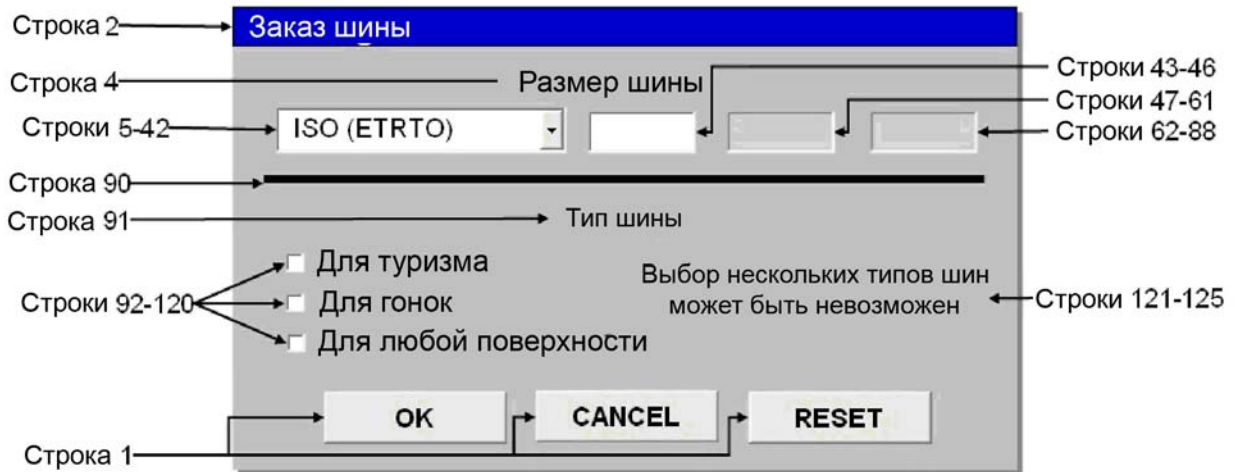 Строка 2
Заказ шины
Строка 4
Размер шины
Строки 43-46
Строки 47-61
Строки 5-42
ISO (ETRTO)
Строки 62-88
Строка 90
Строка 91
Тип шины
Для туризма
Выбор нескольких типов шин
Строки 92-120
Для гонок
может быть невозможен
Строки 121-125
Для любой поверхности
OK
CANCEL
RESET
Строка 1